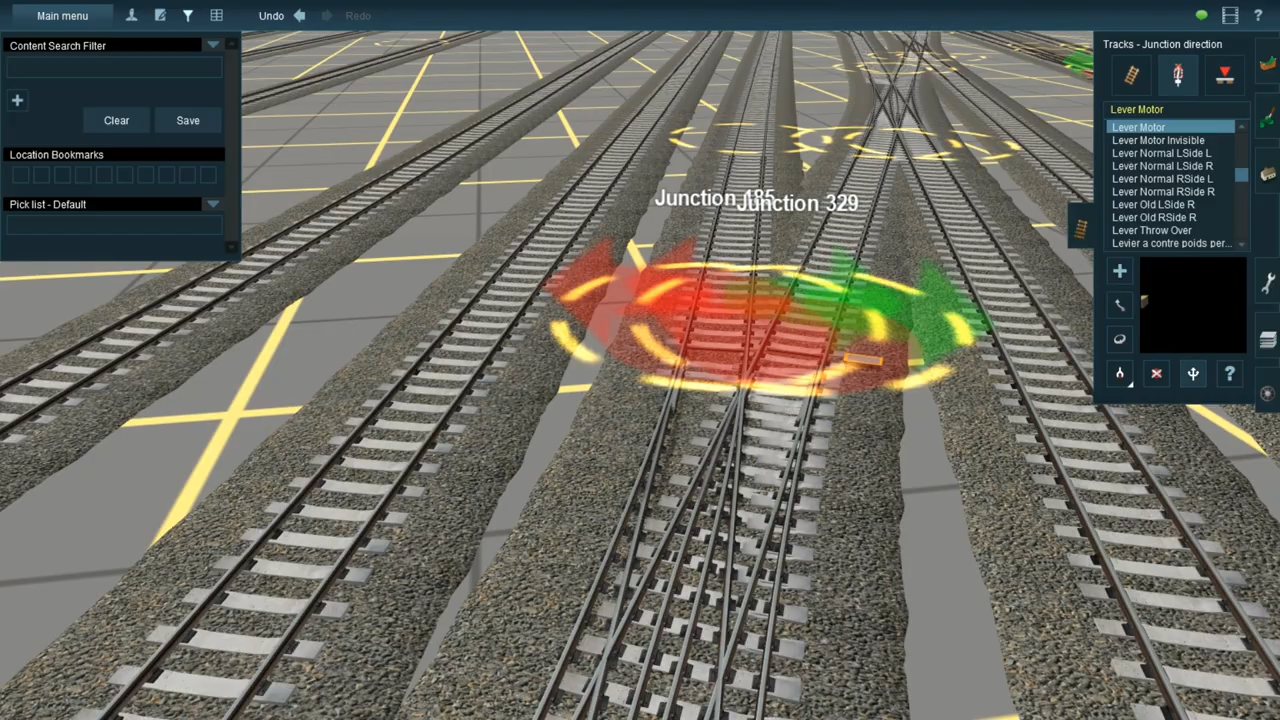 Main menu
Undo
Redo
?
Content Search Filter
Clear
Save
Location Bookmarks
Pick list - Default
Junction 329
Tracks - Junction direction
Lever Motor
Lever Motor
Lever Motor Invisible
Lever Normal LSide L
Lever Normal LSide R
Lever Normal RSide L
Lever Normal RSide R
Lever Old LSide R
Lever Old RSide R
Lever Throw Over
Levier a contre poids per...
?